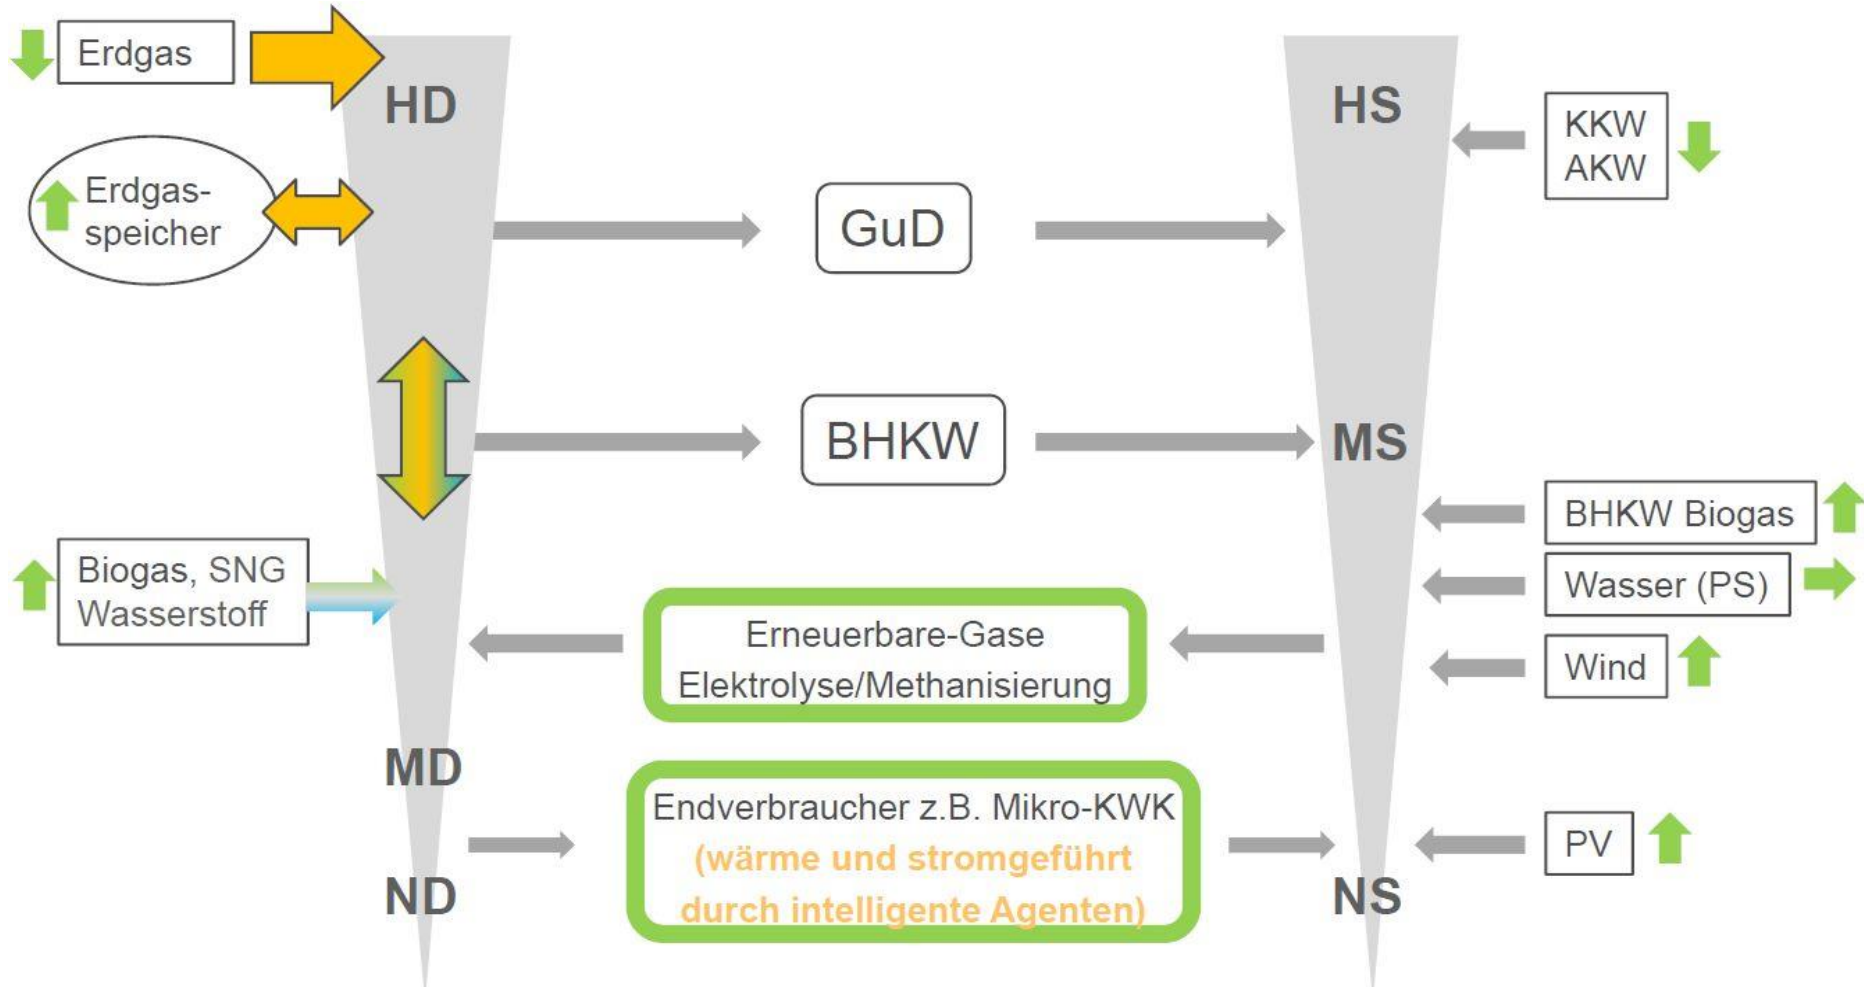 Erdgas
HD
HS
KKW
AKW
Erdgas-
speicher
GuD
BHKW
MS
BHKW Biogas
Biogas, SNG
Wasserstoff
Wasser (PS)
Erneuerbare-Gase
Elektrolyse/Methanisierung
Wind
MD
Endverbraucher z.B. Mikro-KWK
(wärme und stromgeführt
durch intelligente Agenten)
PV
ND
NS